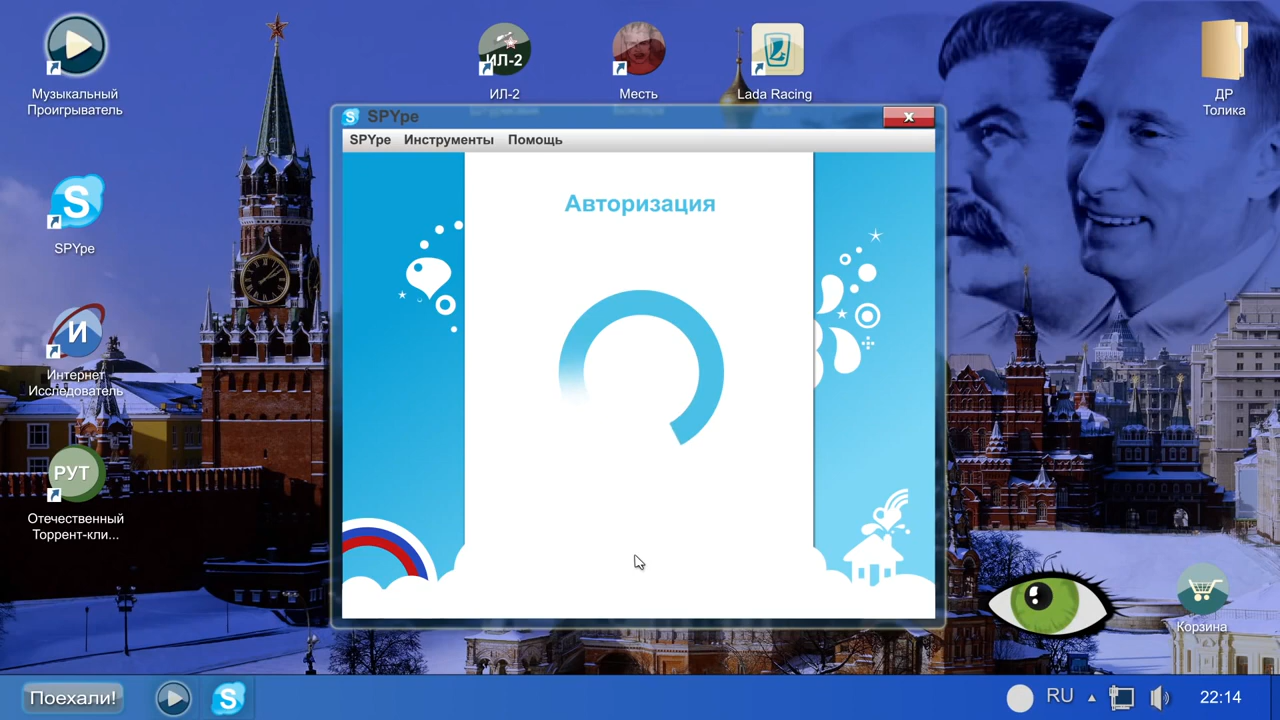 Музыкальный
Проигрыватель
ИЛ-2
ИЛ-2
Месть
Lada Racing
ДР
Толика
S
SPYpe
S
SPYpe
x
SPYpe Инструменты Помощь
Авторизация
И
Интернет
Исследователь
РУТ
Отечественный
Торрент-кли...
Корзина
Поехали!
S
RU
22:14